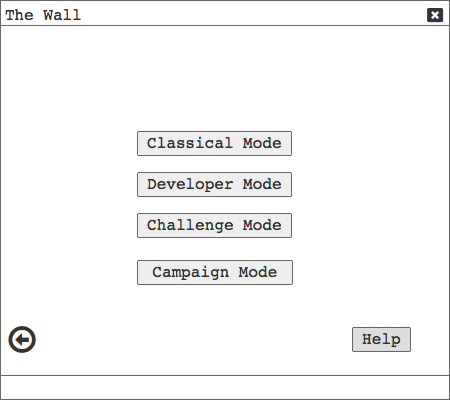 The Wall
Classical Mode
Developer Mode
Challenge Mode
Campaign Mode
Help